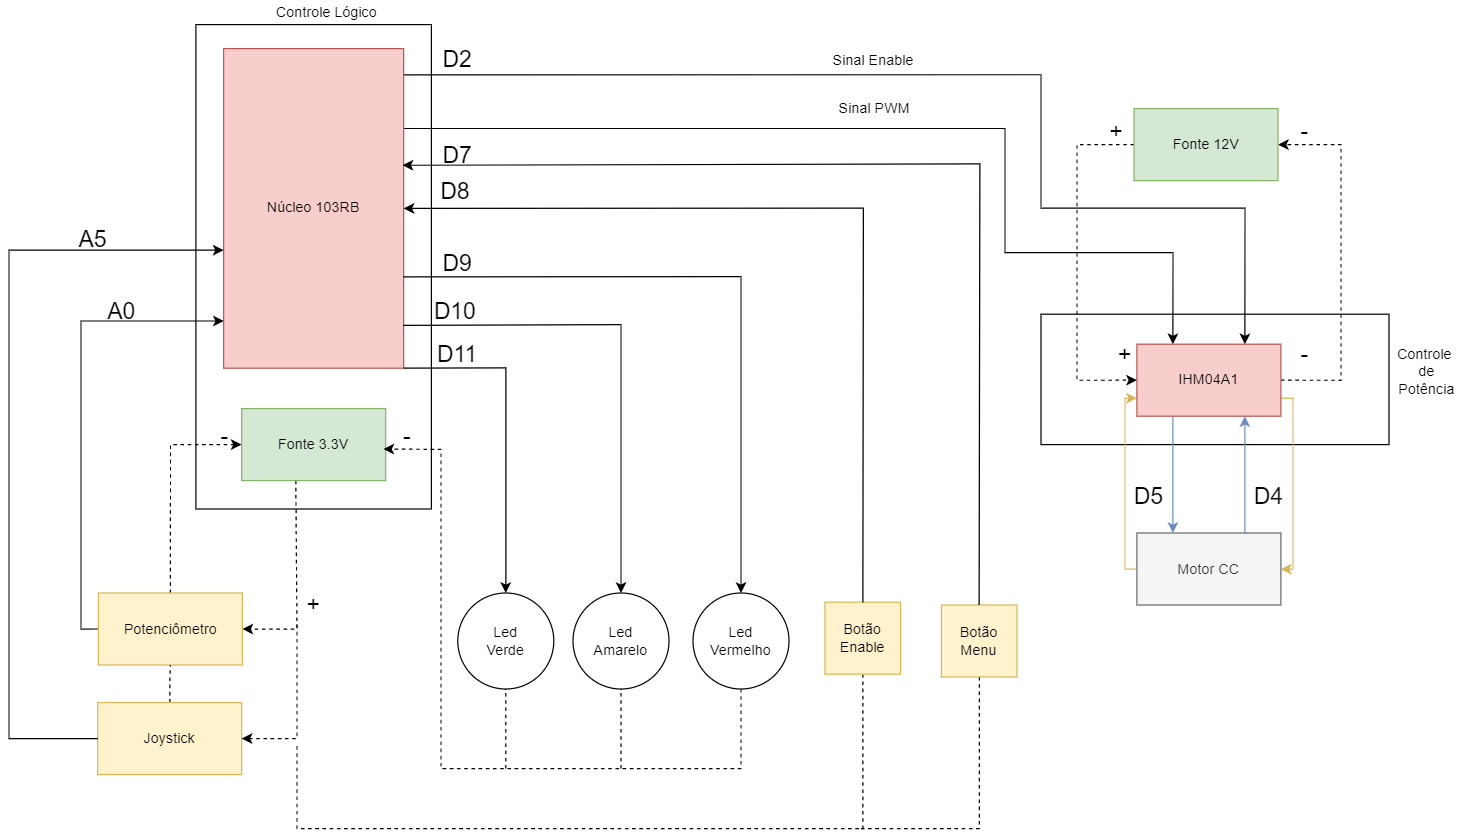 Controle Lógico
D2
Sinal Enable
Sinal PWM
+
Fonte 12V
-
D7
D8
Núcleo 103RB
A5
D9
A0
D10
D11
+
IHM04A1
-
Controle
de
Potência
-
Fonte 3.3V
-
D5
D4
Motor CC
+
Potenciômetro
Led
Verde
Led
Amarelo
Led
Vermelho
Botão
Enable
Botão
Menu
Joystick